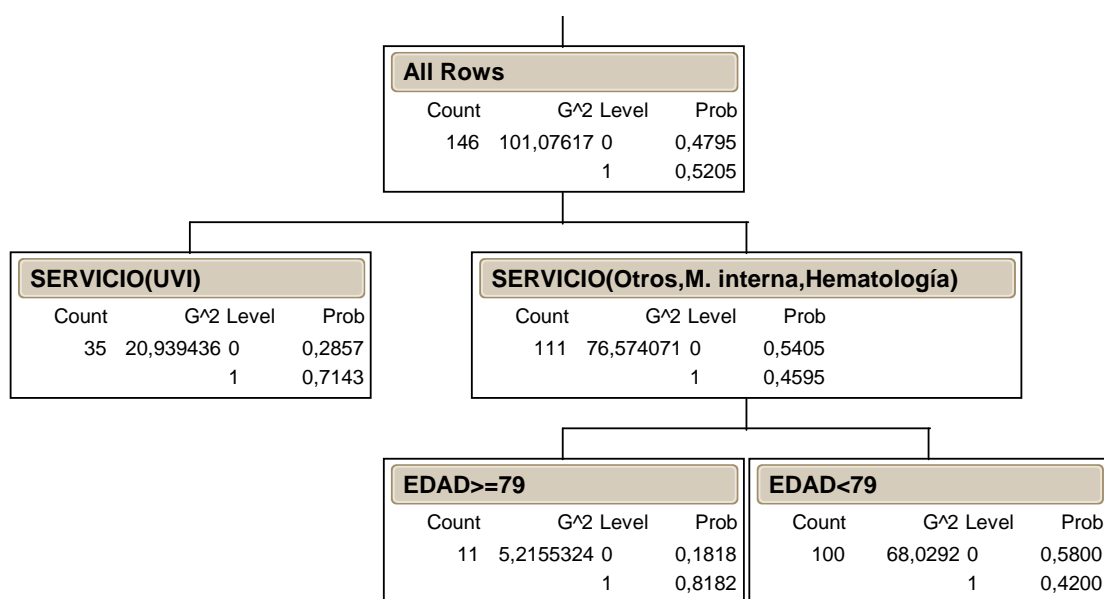 All Rows
Count G^2 Level Prob
146 101,07617 0 0,4795
1 0,5205
SERVICIO(UVI)
Count G^2 Level Prob
35 20,939436 0 0,2857
1 0,7143
SERVICIO(Otros,M. interna,Hematología)
Count G^2 Level Prob
111 76,574071 0 0,5405
1 0,4595
EDAD>=79
Count G^2 Level Prob
11 5,2155324 0 0,1818
1 0,8182
EDAD<79
Count G^2 Level Prob
100 68,0292 0 0,5800
1 0,4200